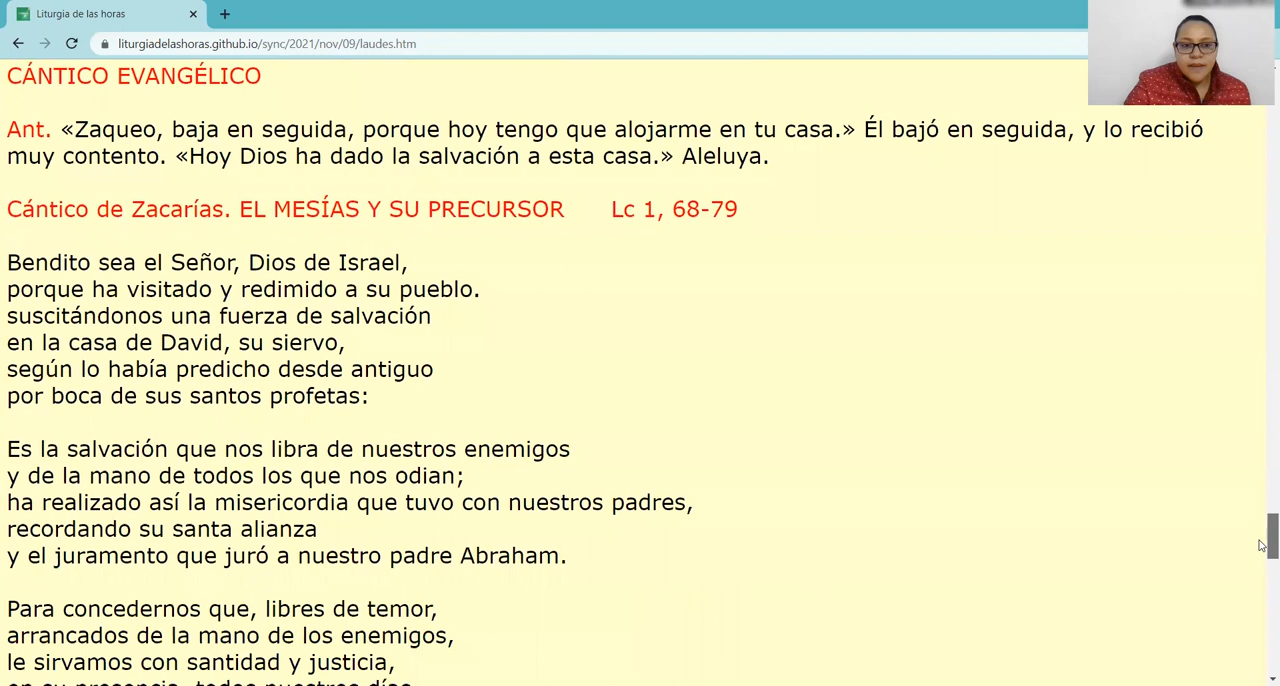 Liturgia de las horas
liturgiadelashoras.github.io/sync/2021/nov/09/laudes.htm
CÁNTICO EVANGÉLICO
Ant. «Zaqueo, baja en seguida, porque hoy tengo que alojarme en tu casa.» Él bajó en seguida, y lo recibió
muy contento. «Hoy Dios ha dado la salvación a esta casa.» Aleluya.
Cántico de Zacarías. EL MESÍAS Y SU PRECURSOR Lc 1, 68-79
Bendito sea el Señor, Dios de Israel,
porque ha visitado y redimido a su pueblo.
suscitándonos una fuerza de salvación
en la casa de David, su siervo,
según lo había predicho desde antiguo
por boca de sus santos profetas:
Es la salvación que nos libra de nuestros enemigos
y de la mano de todos los que nos odian;
ha realizado así la misericordia que tuvo con nuestros padres,
recordando su santa alianza
y el juramento que juró a nuestro padre Abraham.
Para concedernos que, libres de temor,
arrancados de la mano de los enemigos,
le sirvamos con santidad y justicia,
en su presencia, todos nuestros días.